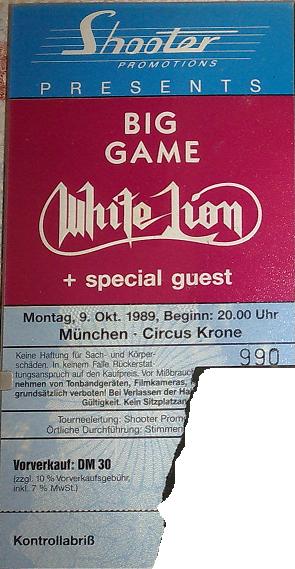 Shooter
PROMOTIONS
PRESENTS
BIG
GAME
White Lion
+ special guest
Montag, 9. Okt. 1989, Beginn: 20.00 Uhr
München · Circus Krone
990
Keine Haftung für Sach- und Körper-
schäden. In keinem Falle Rückerstat
tungsanspruch auf den Kaufpreis. Vor Mißbrauc
nehmen von Tonbandgeräten, Filmkameras,
grundsätzlich verboten! Bei Verlassen der Ha
Gültigkeit. Kein Sitzplatzan
Tourneeleitung: Shooter Prom
Örtliche Durchführung: Stimmen
Vorverkauf: DM 30
(zzgl. 10 % Vorverkaufsgebühr,
inkl. 7 % MwSt.)
Kontrollabriß